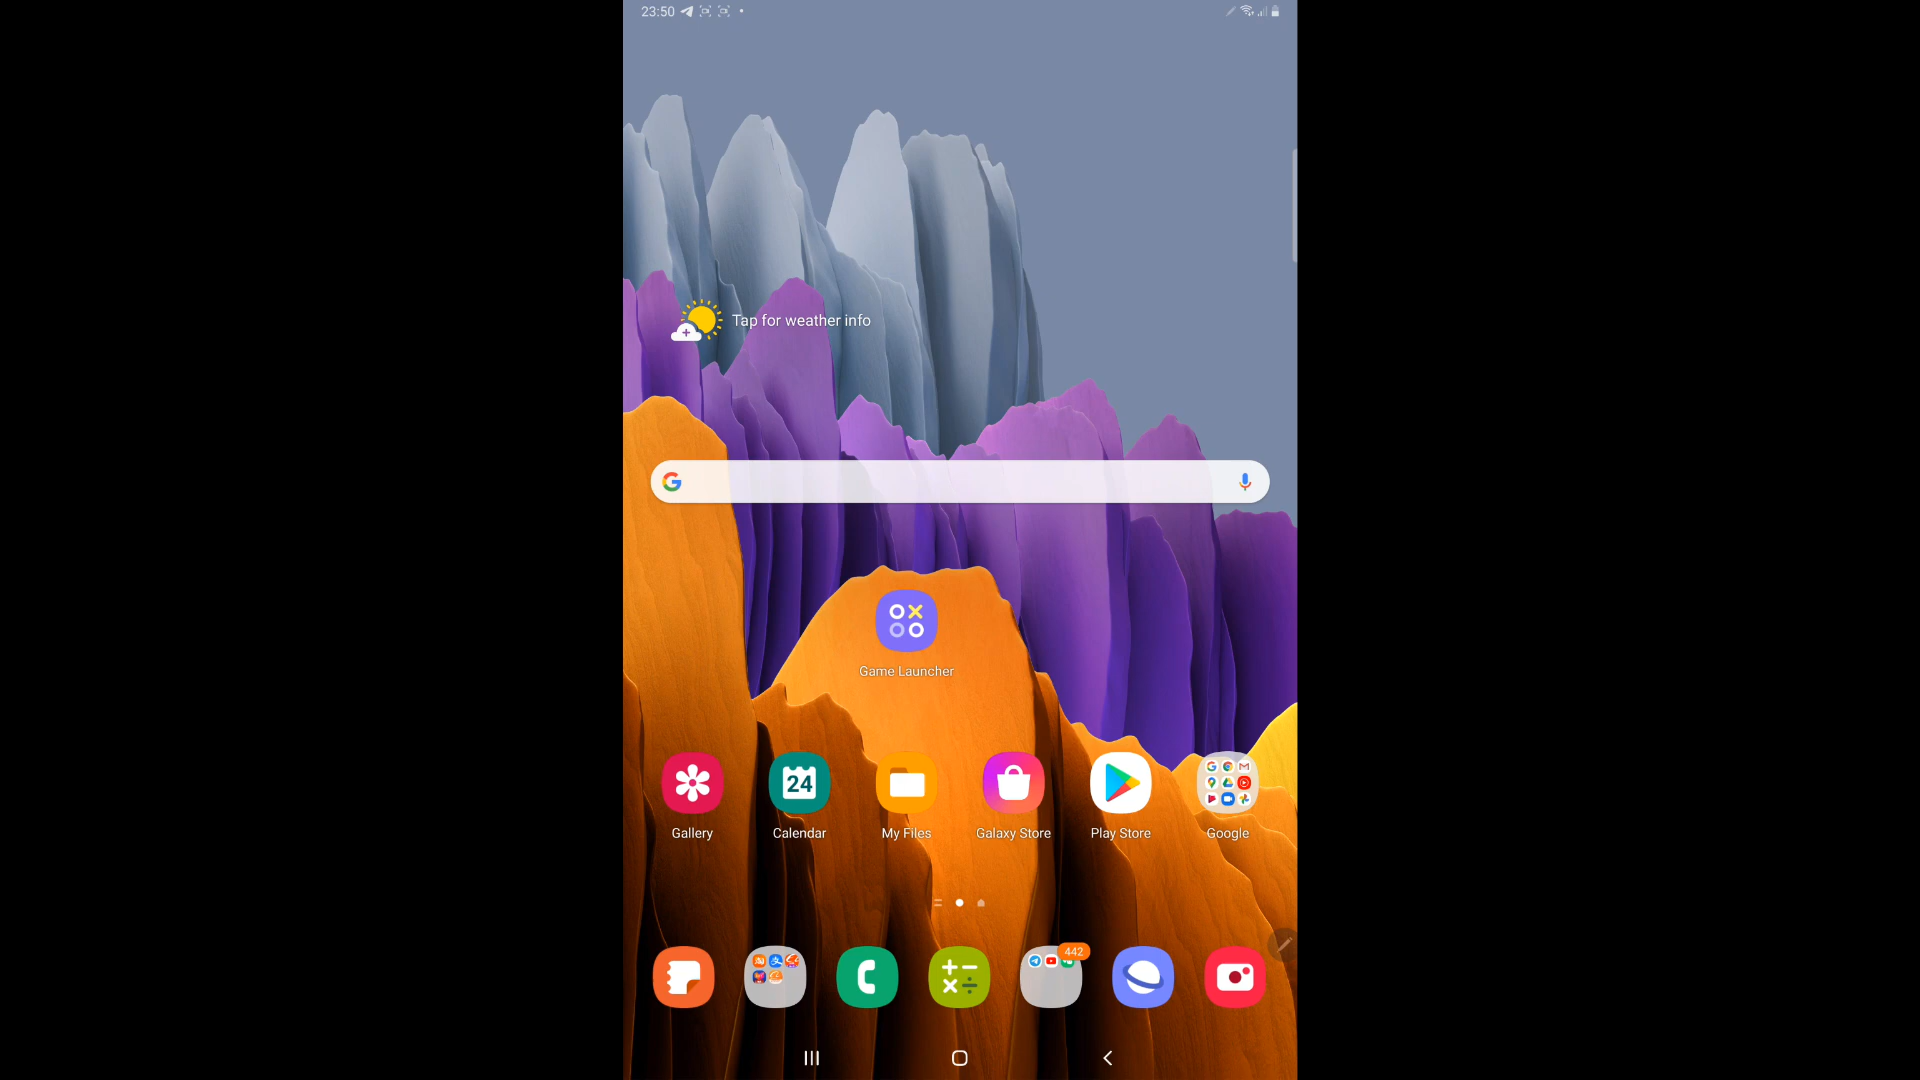 23:50
Tap for weather info
Game Launcher
24
Gallery
Calendar
My Files
Galaxy Store
Play Store
Google
442